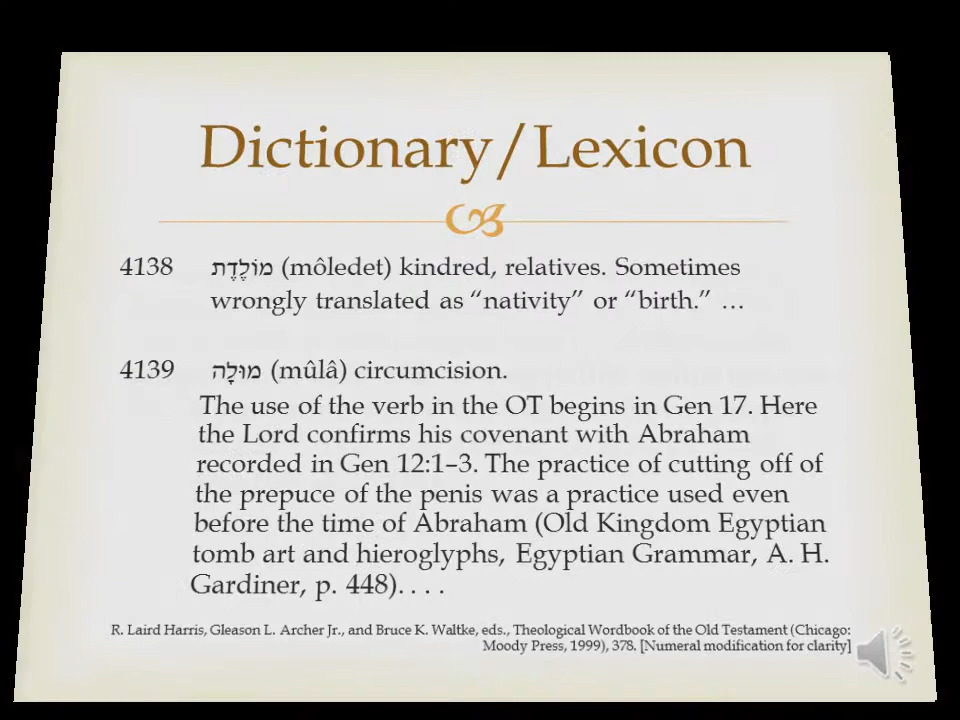 Dictionary/Lexicon
4138 מוֹלֶדֶת (môledet) kindred, relatives. Sometimes
wrongly translated as “nativity” or “birth.” …
4139 מוּלָה (mûlâ) circumcision.
The use of the verb in the OT begins in Gen 17. Here
the Lord confirms his covenant with Abraham
recorded in Gen 12:1–3. The practice of cutting off of
the prepuce of the penis was a practice used even
before the time of Abraham (Old Kingdom Egyptian
tomb art and hieroglyphs, Egyptian Grammar, A. H.
Gardiner, p. 448). . . .
R. Laird Harris, Gleason L. Archer Jr., and Bruce K. Waltke, eds., Theological Wordbook of the Old Testament (Chicago:
Moody Press, 1999), 378. [Numeral modification for clarity]